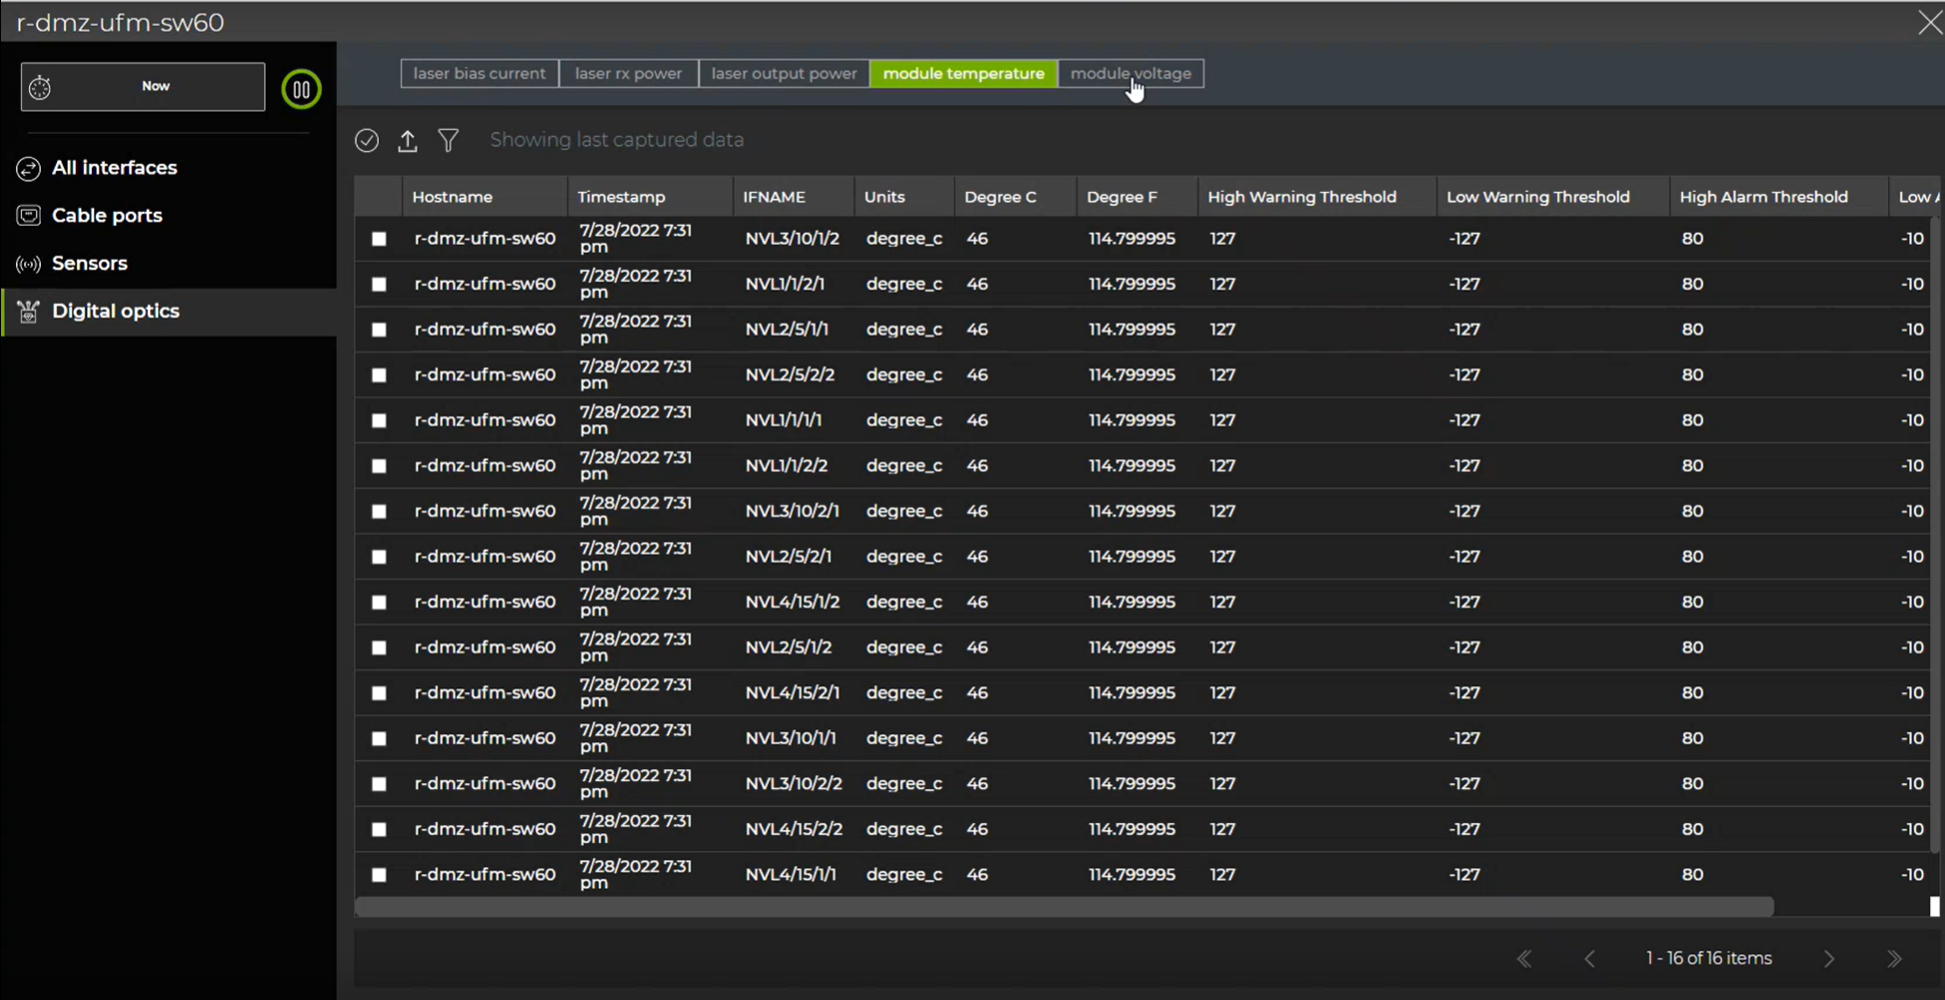 r-dmz-ufm-sw60
Now
All interfaces
Cable ports
Sensors
Digital optics
laser bias current laser rx power laser output power module temperature module voltage
Showing last captured data
Hostname Timestamp IFNAME Units Degree C Degree F High Warning Threshold Low Warning Threshold High Alarm Threshold Low
r-dmz-ufm-sw60 7/28/2022 7:31 pm NVL3/10/1/2 degree_c 46 114.799995 127 -127 80 -10
r-dmz-ufm-sw60 7/28/2022 7:31 pm NVL1/1/2/1 degree_c 46 114.799995 127 -127 80 -10
r-dmz-ufm-sw60 7/28/2022 7:31 pm NVL2/5/1/1 degree_c 46 114.799995 127 -127 80 -10
r-dmz-ufm-sw60 7/28/2022 7:31 pm NVL2/5/2/2 degree_c 46 114.799995 127 -127 80 -10
r-dmz-ufm-sw60 7/28/2022 7:31 pm NVL1/1/1/1 degree_c 46 114.799995 127 -127 80 -10
r-dmz-ufm-sw60 7/28/2022 7:31 pm NVL1/1/2/2 degree_c 46 114.799995 127 -127 80 -10
r-dmz-ufm-sw60 7/28/2022 7:31 pm NVL3/10/2/1 degree_c 46 114.799995 127 -127 80 -10
r-dmz-ufm-sw60 7/28/2022 7:31 pm NVL2/5/2/1 degree_c 46 114.799995 127 -127 80 -10
r-dmz-ufm-sw60 7/28/2022 7:31 pm NVL4/15/1/2 degree_c 46 114.799995 127 -127 80 -10
r-dmz-ufm-sw60 7/28/2022 7:31 pm NVL2/5/1/2 degree_c 46 114.799995 127 -127 80 -10
r-dmz-ufm-sw60 7/28/2022 7:31 pm NVL4/15/2/1 degree_c 46 114.799995 127 -127 80 -10
r-dmz-ufm-sw60 7/28/2022 7:31 pm NVL3/10/1/1 degree_c 46 114.799995 127 -127 80 -10
r-dmz-ufm-sw60 7/28/2022 7:31 pm NVL3/10/2/2 degree_c 46 114.799995 127 -127 80 -10
r-dmz-ufm-sw60 7/28/2022 7:31 pm NVL4/15/2/2 degree_c 46 114.799995 127 -127 80 -10
r-dmz-ufm-sw60 7/28/2022 7:31 pm NVL4/15/1/1 degree_c 46 114.799995 127 -127 80 -10
1 - 16 of 16 items